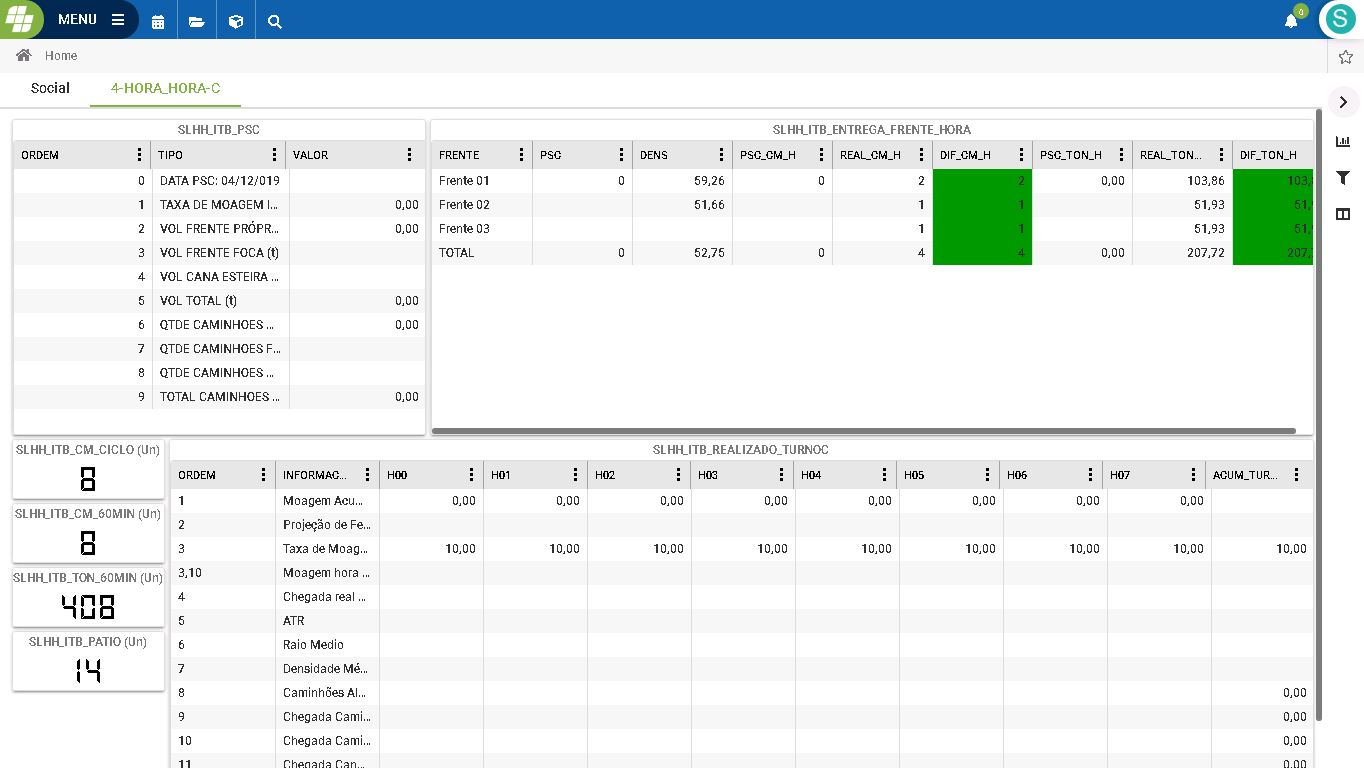 MENU
0
S
Home
Social 4-HORA_HORA-C
SLHH_ITB_PSC
ORDEM TIPO VALOR
0 DATA PSC: 04/12/019
1 TAXA DE MOAGEM I... 0,00
2 VOL FRENTE PRÓPR... 0,00
3 VOL FRENTE FOCA (t)
4 VOL CANA ESTEIRA ...
5 VOL TOTAL (t) 0,00
6 QTDE CAMINHOES ... 0,00
7 QTDE CAMINHOES F...
8 QTDE CAMINHOES ...
9 TOTAL CAMINHOES ... 0,00
SLHH_ITB_ENTREGA_FRENTE_HORA
FRENTE PSC DENS PSC_CM_H REAL_CM_H DIF_CM_H PSC_TON_H REAL_TON... DIF_TON_H
Frente 01 0 59,26 0 2 2 0,00 103,86 103,
Frente 02 51,66 1 1 51,93 51,
Frente 03 1 1 51,93 51,
TOTAL 0 52,75 0 4 4 0,00 207,72 207,
SLHH_ITB_CM_CICLO (Un)
8
SLHH_ITB_CM_60MIN (Un)
8
SLHH_ITB_TON_60MIN (Un)
408
SLHH_ITB_PATIO (Un)
14
SLHH_ITB_REALIZADO_TURNOC
ORDEM INFORMAC... H00 H01 H02 H03 H04 H05 H06 H07 AGUM_TUR...
1 Moagem Acu... 0,00 0,00 0,00 0,00 0,00 0,00 0,00 0,00
2 Projeção de Fe...
3 Taxa de Moag... 10,00 10,00 10,00 10,00 10,00 10,00 10,00 10,00 10,00
3,10 Moagem hora ...
4 Chegada real ...
5 ATR
6 Raio Medio
7 Densidade Mé...
8 Caminhões Al... 0,00
9 Chegada Cami... 0,00
10 Chegada Cami... 0,00
11 Chegada Can... 0,00